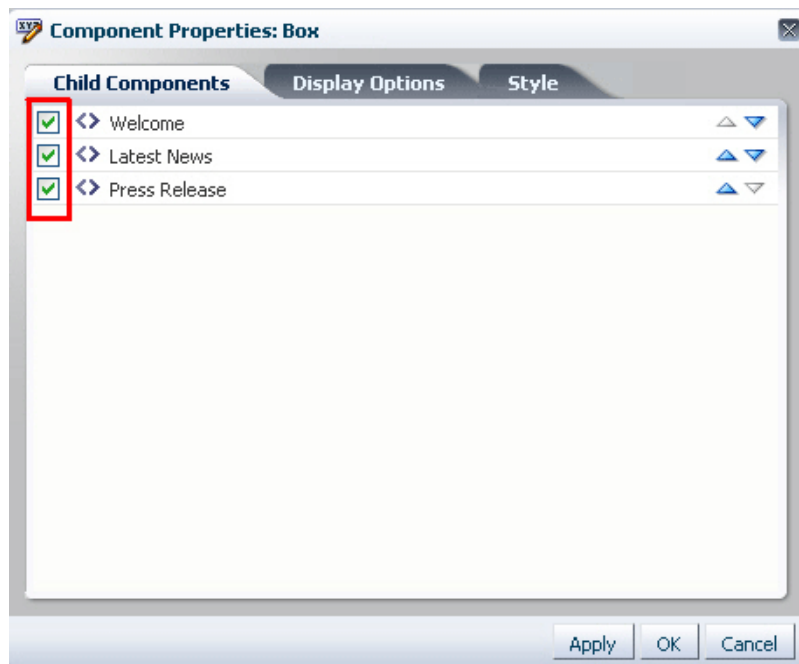 Component Properties: Box
Child Components Display Options Style
Welcome
Latest News
Press Release
Apply OK Cancel